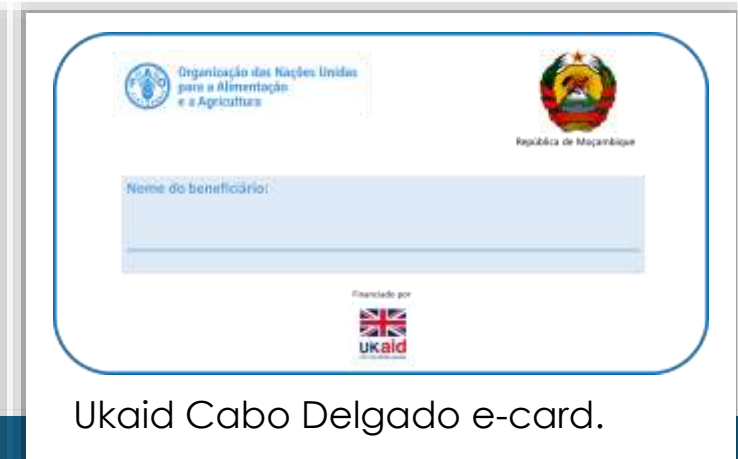 Organização das Nações Unidas
para a Alimentação
e a Agricultura
República de Moçambique
Nome do beneficiário:
Financiado por
ukaid
Ukaid Cabo Delgado e-card.